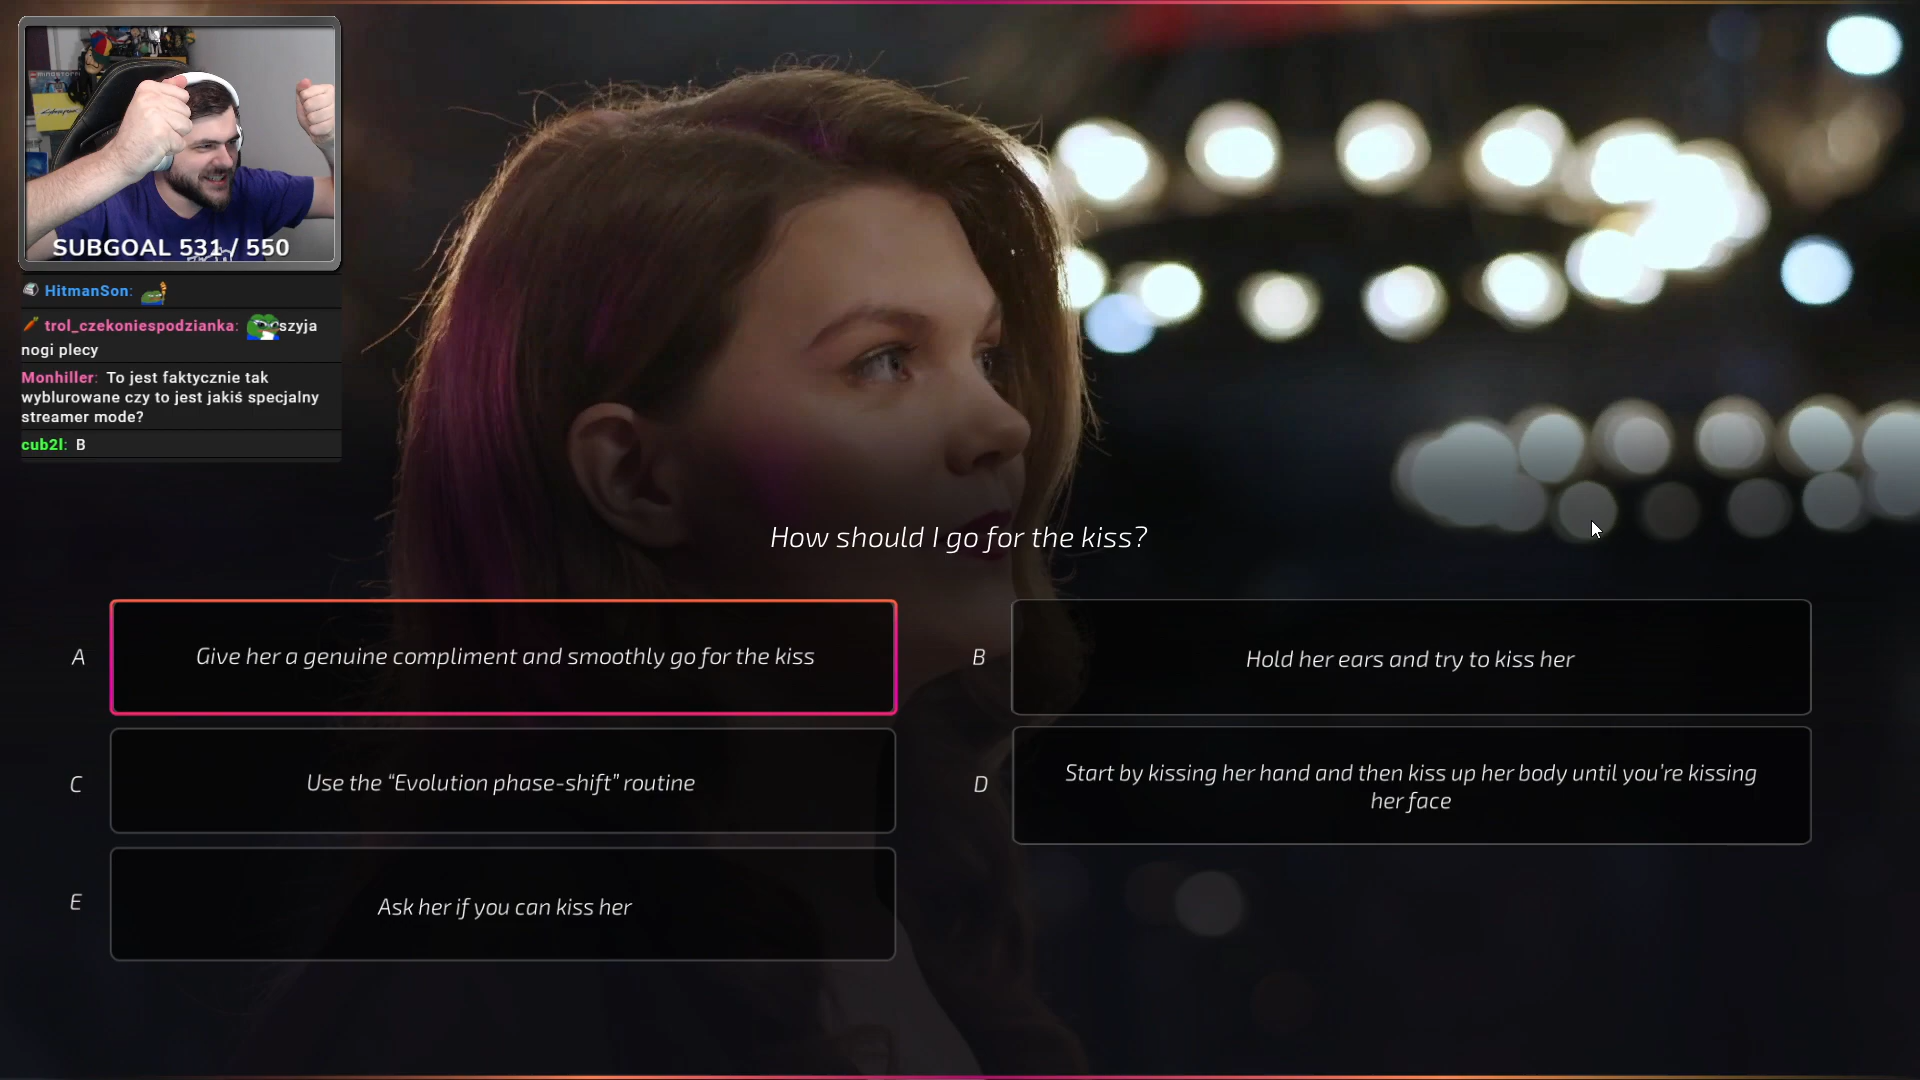 SUBGOAL 531 / 550
HitmanSon:
trol_czekoniespodzianka: szyja
nogi plecy
Monhiller: To jest faktycznie tak
wyblurowane czy to jest jakiś specjalny
streamer mode?
cub2l: B
How should I go for the kiss?
A Give her a genuine compliment and smoothly go for the kiss
B Hold her ears and try to kiss her
C Use the “Evolution phase-shift” routine
D Start by kissing her hand and then kiss up her body until you're kissing
her face
E Ask her if you can kiss her